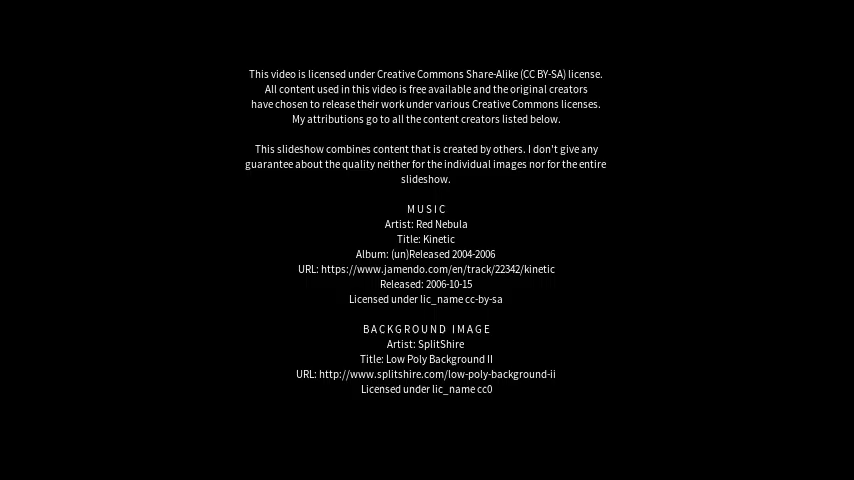 This video is licensed under Creative Commons Share-Alike (CC BY-SA) license.
All content used in this video is free available and the original creators
have chosen to release their work under various Creative Commons licenses.
My attributions go to all the content creators listed below.
This slideshow combines content that is created by others. I don't give any
guarantee about the quality neither for the individual images nor for the entire
slideshow.
MUSIC
Artist: Red Nebula
Title: Kinetic
Album: (un)Released 2004-2006
URL: https://www.jamendo.com/en/track/22342/kinetic
Released: 2006-10-15
Licensed under lic_name cc-by-sa
BACKGROUND IMAGE
Artist: SplitShire
Title: Low Poly Background II
URL: http://www.splitshire.com/low-poly-background-ii
Licensed under lic_name cc0